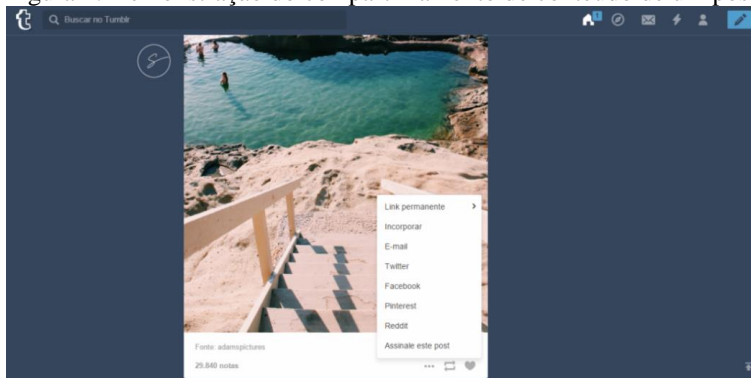 Buscar no Tumblr
1
Link permanente
Incorporar
E-mail
Twitter
Facebook
Pinterest
Reddit
Assinale este post
Fonte: adamspictures
29.840 notas